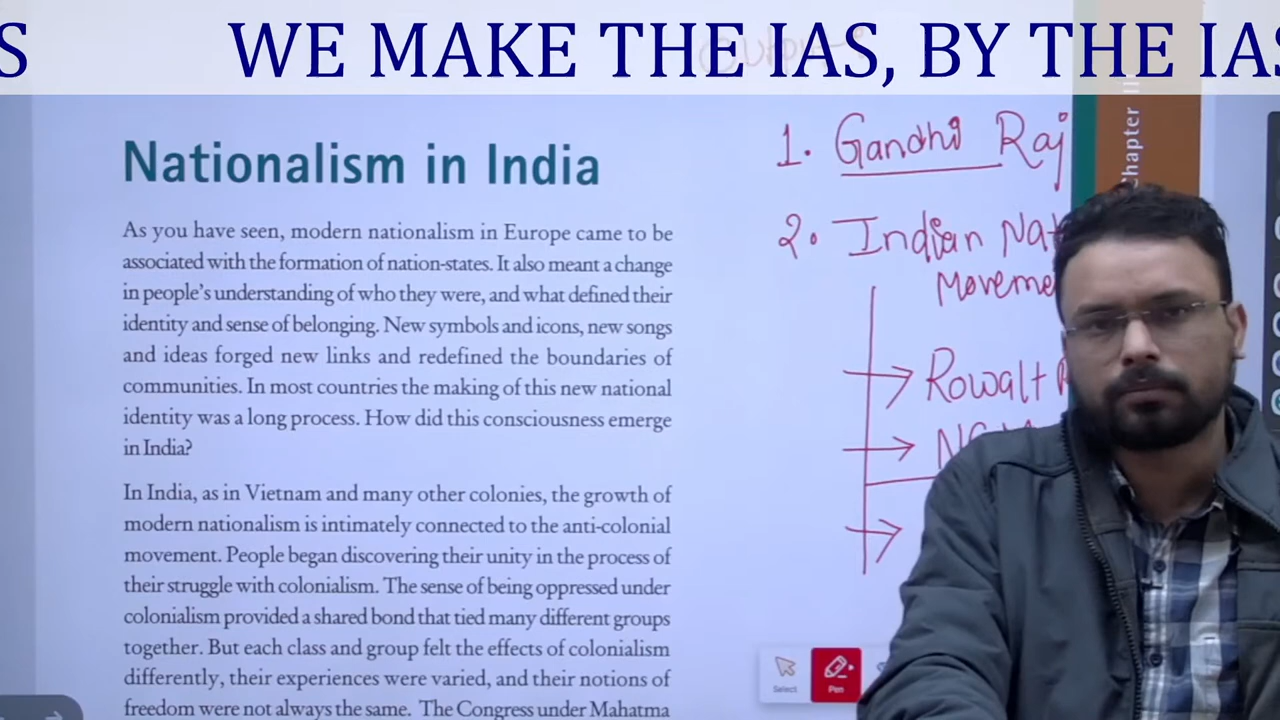 S WE MAKE THE IAS, BY THE IAS
Chapter
Nationalism in India
As you have seen, modern nationalism in Europe came to be
associated with the formation of nation-states. It also meant a change
in people's understanding of who they were, and what defined their
identity and sense of belonging. New symbols and icons, new songs
and ideas forged new links and redefined the boundaries of
communities. In most countries the making of this new national
identity was a long process. How did this consciousness emerge
in India?
In India, as in Vietnam and many other colonies, the growth of
modern nationalism is intimately connected to the anti-colonial
movement. People began discovering their unity in the process of
their struggle with colonialism. The sense of being oppressed under
colonialism provided a shared bond that tied many different groups
together. But each class and group felt the effects of colonialism
differently, their experiences were varied, and their notions of
freedom were not always the same. The Congress under Mahatma
1. Gandhi Raj
2. Indian Nat
Moveme
Rowalt
Select
Pen